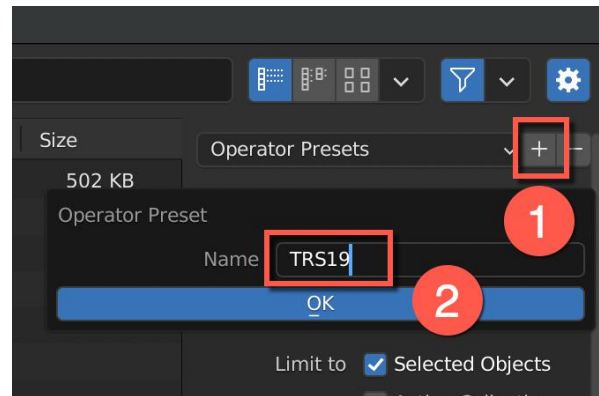 Size
Operator Presets
502 KB
1
Operator Preset
Name TRS19
OK
2
Limit to Selected Objects